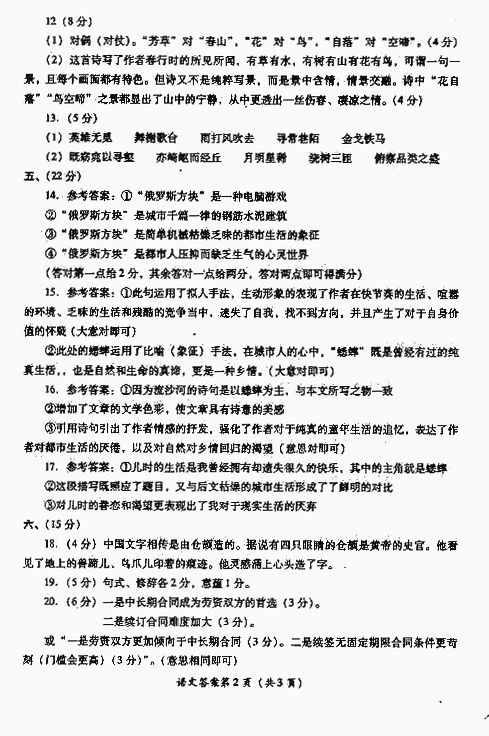 12(8分)
(1)对偶(对仗)。“芳草”对“春山”,“花”对“鸟”,“自落”对“空啼”。(4分)
(2)这首诗写了作者春行时的所见所闻、有草有水,有树有山有花有鸟,可谓一句一
景,且每个画面都有特色。但诗又不是纯粹写景,而是景中含情,情景交融。诗中“花自
落”“鸟空啼”之景都显出了山中的宁静、从中更透出一丝伤春、凄凉之情。(4分)
13.(5分)
(1)英雄无觅 舞榭歌台 雨打风吹去 寻常巷陌 金戈铁马
(2)既窈窕以寻壑 亦崎岖而经丘 月明星稀 绕树三匝 俯察品类之盛
五、(22分)
14.参考答案:①“俄罗斯方块”是一种电脑游戏
②“俄罗斯方块”是城市千篇一律的钢筋水泥建筑
③“俄罗斯方块”是简单机械枯燥乏味的都市生活的象征
④“俄罗斯方块”是都市人压抑而缺乏生气的心灵世界
(答对第一点给2分,其余答对一点给两分,答对两点即可得满分)
15.参考答案:①此句运用了拟人手法,生动形象的表现了作者在快节奏的生活、喧嚣
的环境、乏味的生活和残酷的竞争当中,迷失了自我,找不到方向,并且产生了对于自身价
值的怀疑(大意对即可)
②此处的蟋蟀运用了比喻(象征)手法,在城市人的心中,“蟋蟀”既是曾经有过的纯
真生活,,也是自然和生命的真谛,更是一种乡情。(大意对即可)
16.参考答案:①因为流沙河的诗句是以蟋蟀为主,与本文所写之物一致
②增加了文章的文学色彩,使文章具有诗意的美感
③引用诗句引出了作者情感的抒发,强化了作者对于纯真的童年生活的追忆,表达了作
者对都市生活的厌倦,以及对自然对乡情回归的渴望(意思对即可)
17.参考答案:①儿时的生活是我曾经拥有却遗失很久的快乐,其中的主角就是蟋蟀
②这段描写既照应了题目,又与后文枯燥的城市生活形成了了鲜明的对比
③对儿时的眷恋和渴望更表现出了我对于现实生活的厌弃
六、(15分)
18.(4分)中国文字相传是由仓颉造的。据说有四只眼睛的仓颉是黄帝的史官。他看
见了地上的兽蹄儿、鸟爪儿印着的痕迹。他灵感涌上心头造了字。
19.(5分)句式、修辞各2分,意蕴1分。
20.(6分)一是中长期合同成为劳资双方的首选(3分)。
二是续订合同难度加大(3分)。
或“一是劳资双方更加倾向于中长期合同(3分)。二是续签无固定期限合同条件更苛
刻(门槛会更高)(3分)”。(意思相同即可)
语文答案第2页(共3页)